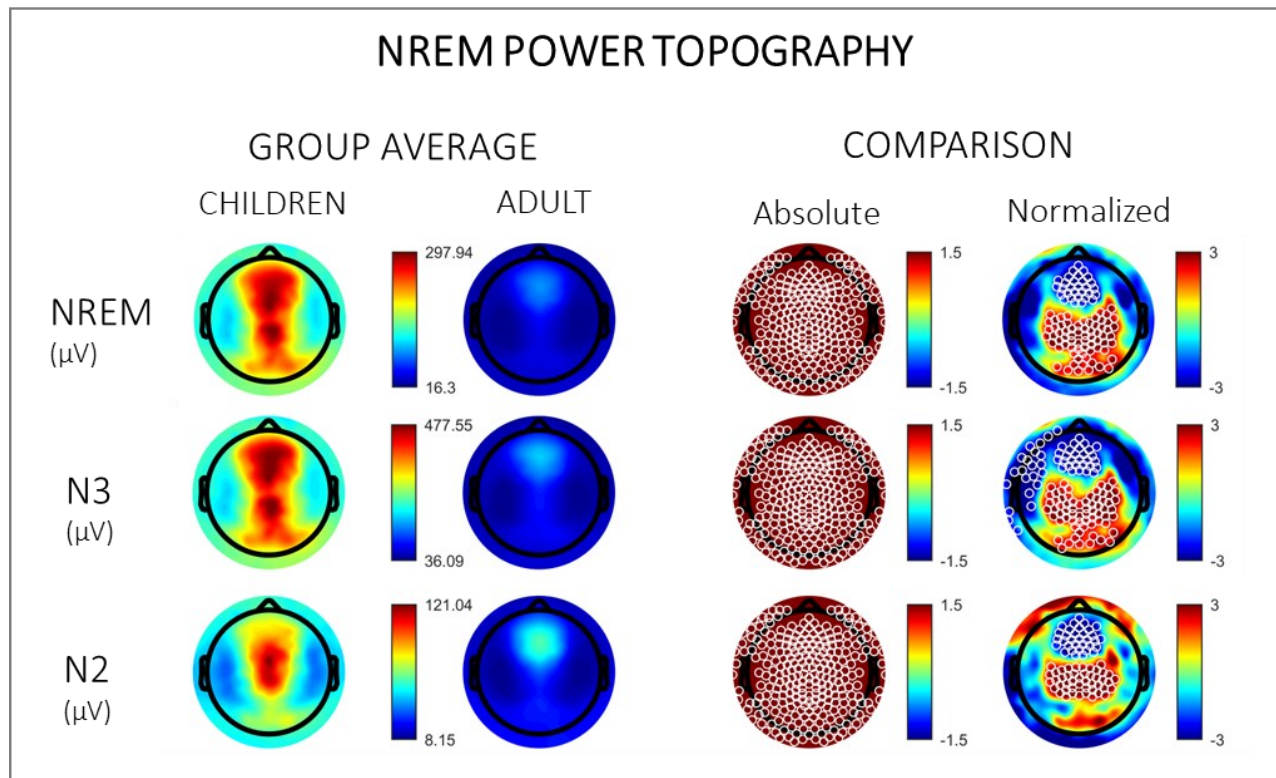 NREM POWER TOPOGRAPHY
GROUP AVERAGE
COMPARISON
CHILDREN
ADULT
Absolute
Normalized
NREM
(µV)
297.94
16.3
1.5
-1.5
3
-3
N3
(µV)
477.55
36.09
1.5
-1.5
3
-3
N2
(µV)
121.04
8.15
1.5
-1.5
3
-3